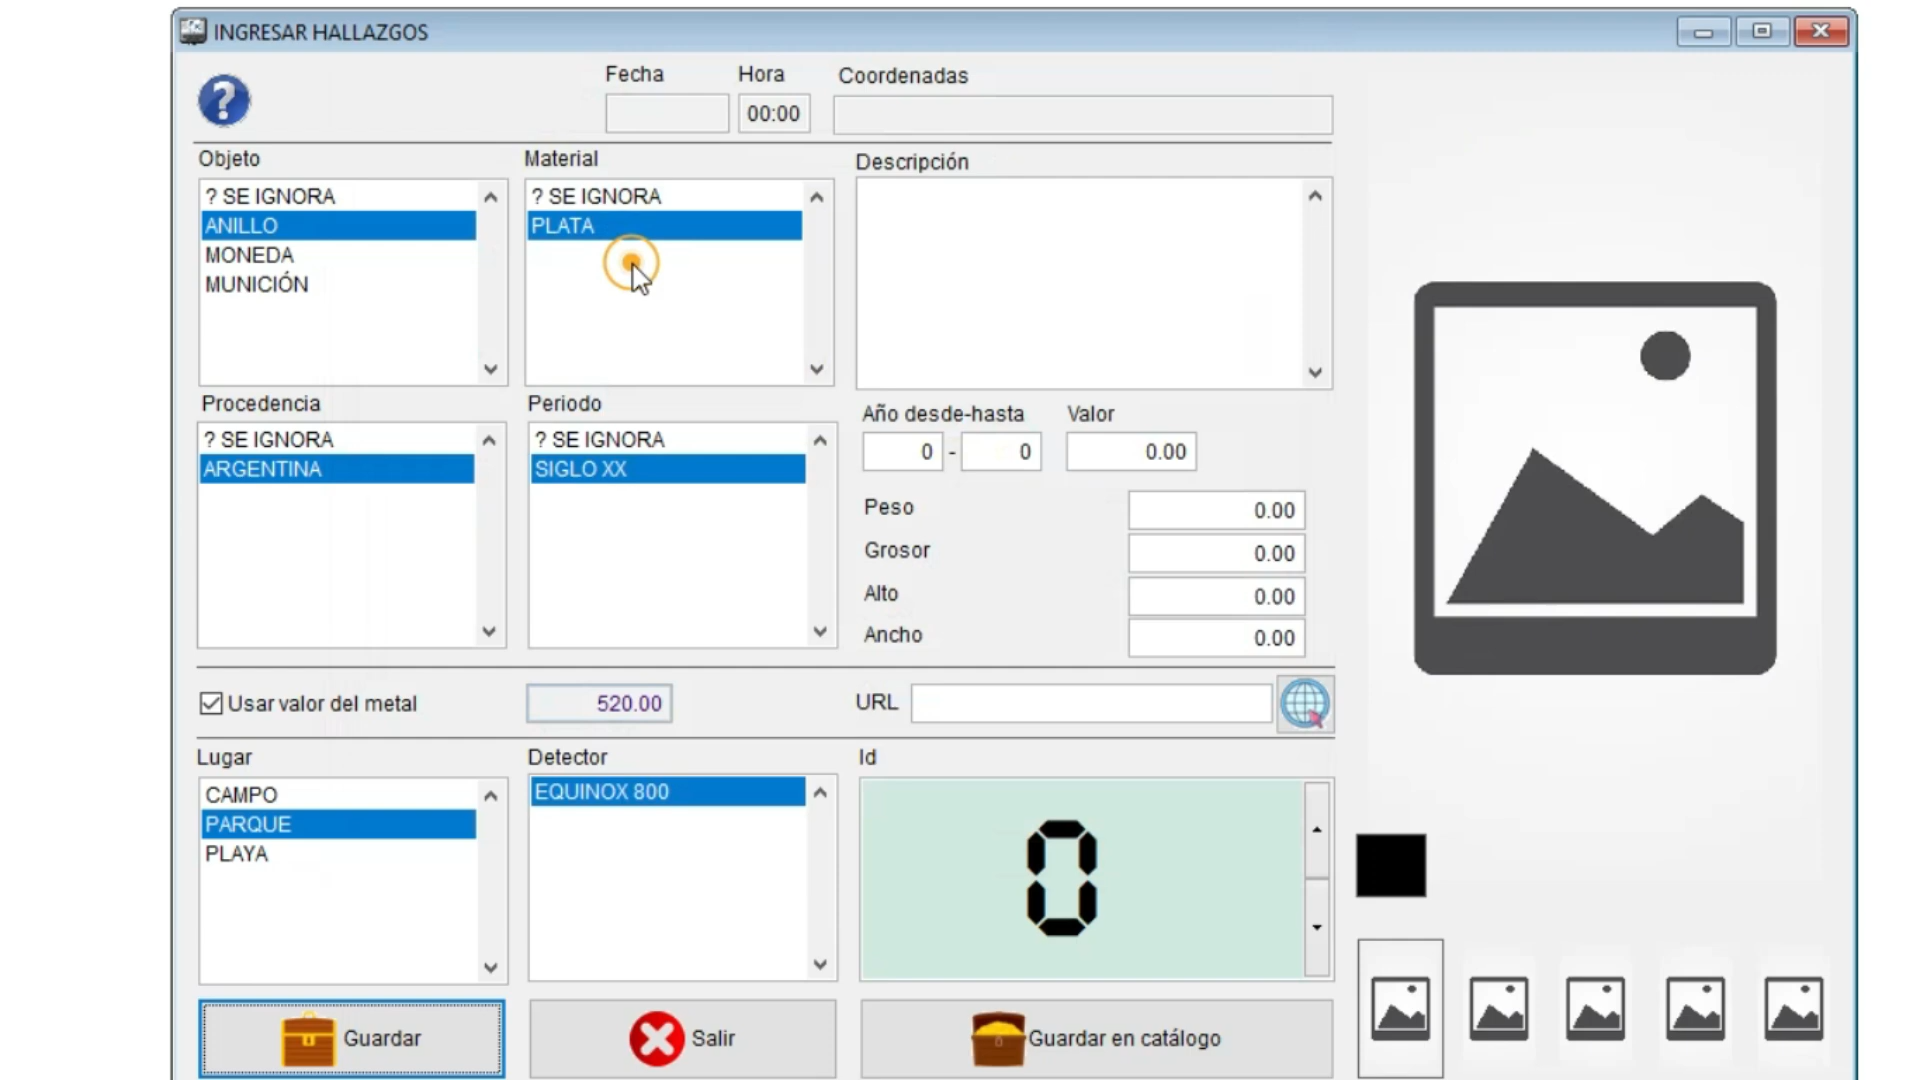 INGRESAR HALLAZGOS
Fecha
Hora
Coordenadas
00:00
Objeto
Material
Descripción
? SE IGNORA
ANILLO
MONEDA
MUNICIÓN
? SE IGNORA
PLATA
Procedencia
Periodo
? SE IGNORA
ARGENTINA
? SE IGNORA
SIGLO XX
Año desde-hasta
Valor
0 - 0
0.00
Peso
0.00
Grosor
0.00
Alto
0.00
Ancho
0.00
Usar valor del metal
520.00
URL
Lugar
Detector
Id
CAMPO
PARQUE
PLAYA
EQUINOX 800
0
Guardar
Salir
Guardar en catálogo